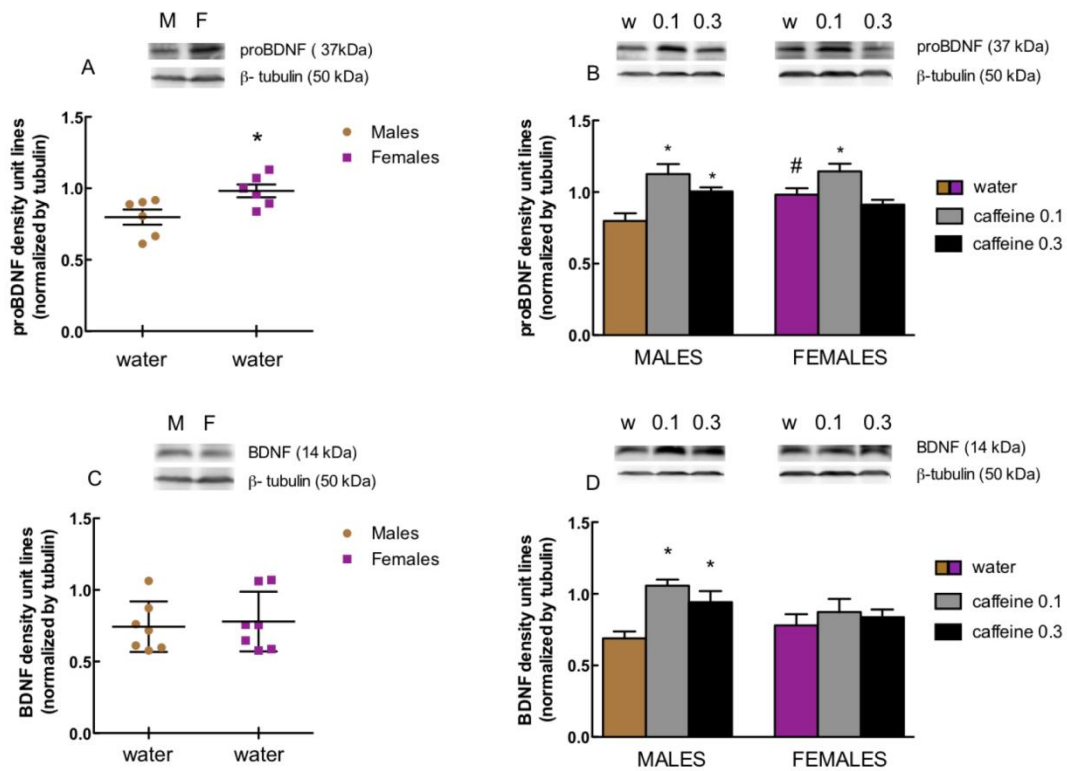 M F
proBDNF ( 37kDa)
A
β- tubulin (50 kDa)
proBDNF density unit lines
(normalized by tubulin)
1.5
1.0
0.5
0.0
*
Males
Females
water water
w 0.1 0.3 w 0.1 0.3
proBDNF (37 kDa)
B
β-tubulin (50 kDa)
proBDNF density unit lines
(normalized by tubulin)
1.5
1.0
0.5
0.0
* * # *
water
caffeine 0.1
caffeine 0.3
MALES FEMALES
M F
BDNF (14 kDa)
C
β- tubulin (50 kDa)
BDNF density unit lines
(normalized by tubulin)
1.5
1.0
0.5
0.0
Males
Females
water water
w 0.1 0.3 w 0.1 0.3
BDNF (14 kDa)
D
β-tubulin (50 kDa)
BDNF density unit lines
(normalized by tubulin)
1.5
1.0
0.5
0.0
* *
water
caffeine 0.1
caffeine 0.3
MALES FEMALES